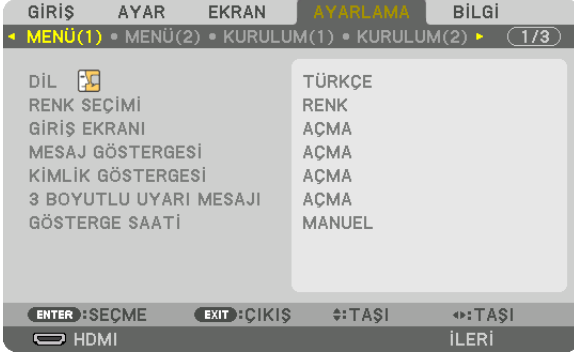 GİRİŞ AYAR EKRAN AYARLAMA BİLGİ
MENÜ(1) • MENÜ(2) • KURULUM(1) • KURULUM(2) 1/3
DİL TÜRKÇE
RENK SEÇİMİ RENK
GİRİŞ EKRANI AÇMA
MESAJ GÖSTERGESİ AÇMA
KİMLİK GÖSTERGESİ AÇMA
3 BOYUTLU UYARI MESAJI AÇMA
GÖSTERGE SAATİ MANUEL
ENTER :SEÇME EXIT :ÇIKIŞ :TAŞI :TAŞI
HDMI İLERİ